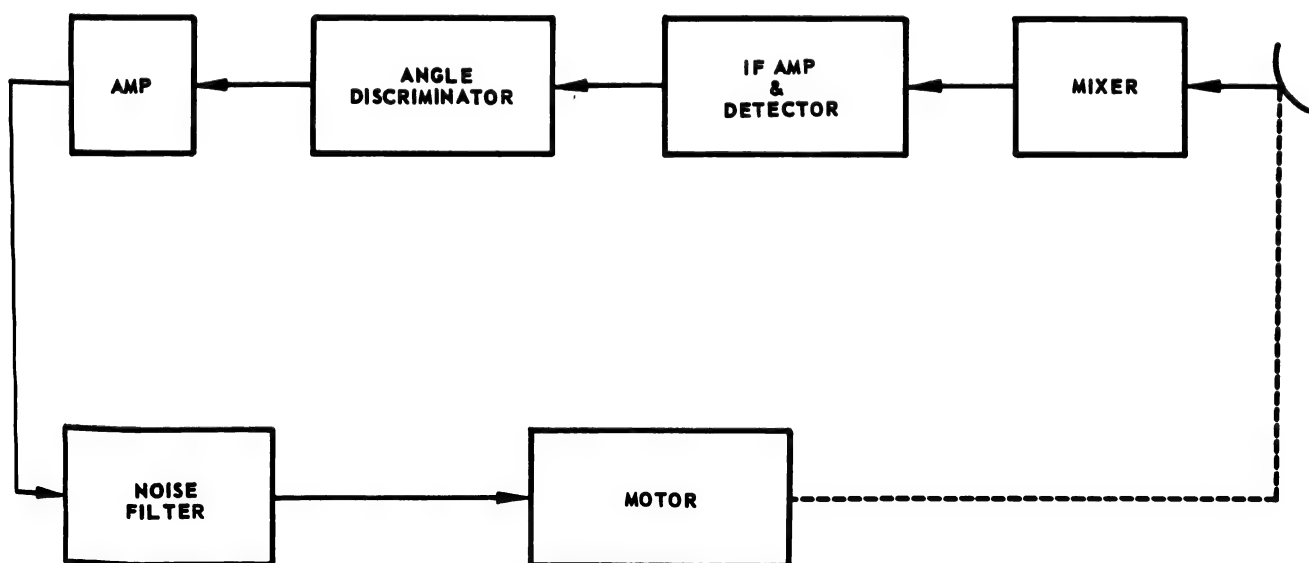 AMP
ANGLE
DISCRIMINATOR
IF AMP
&
DETECTOR
MIXER
NOISE
FILTER
MOTOR